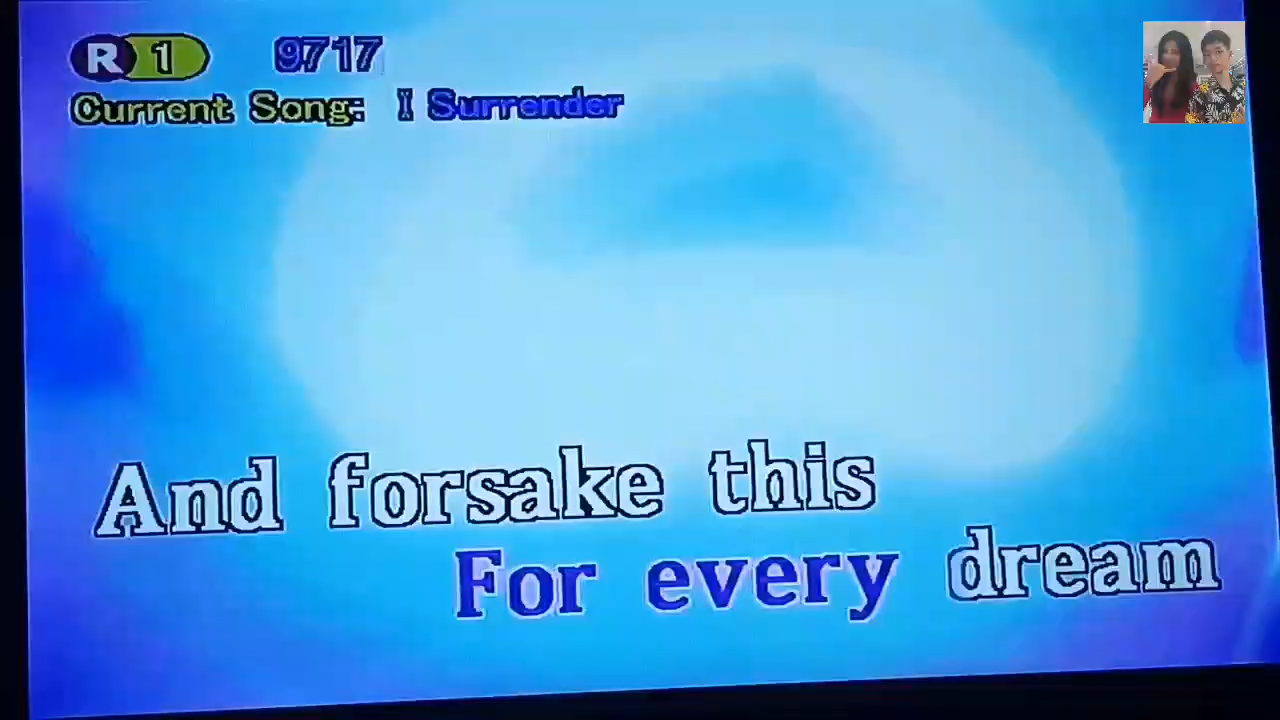 R 1 9717
Current Song: I Surrender
And forsake this
For every dream